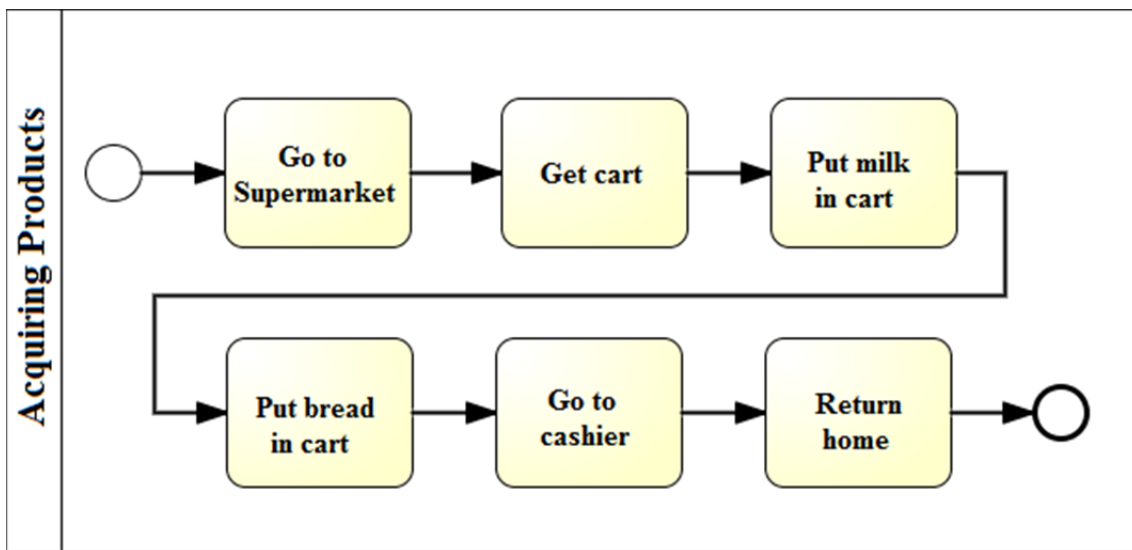 Acquiring Products
Go to
Supermarket
Get cart
Put milk
in cart
Put bread
in cart
Go to
cashier
Return
home